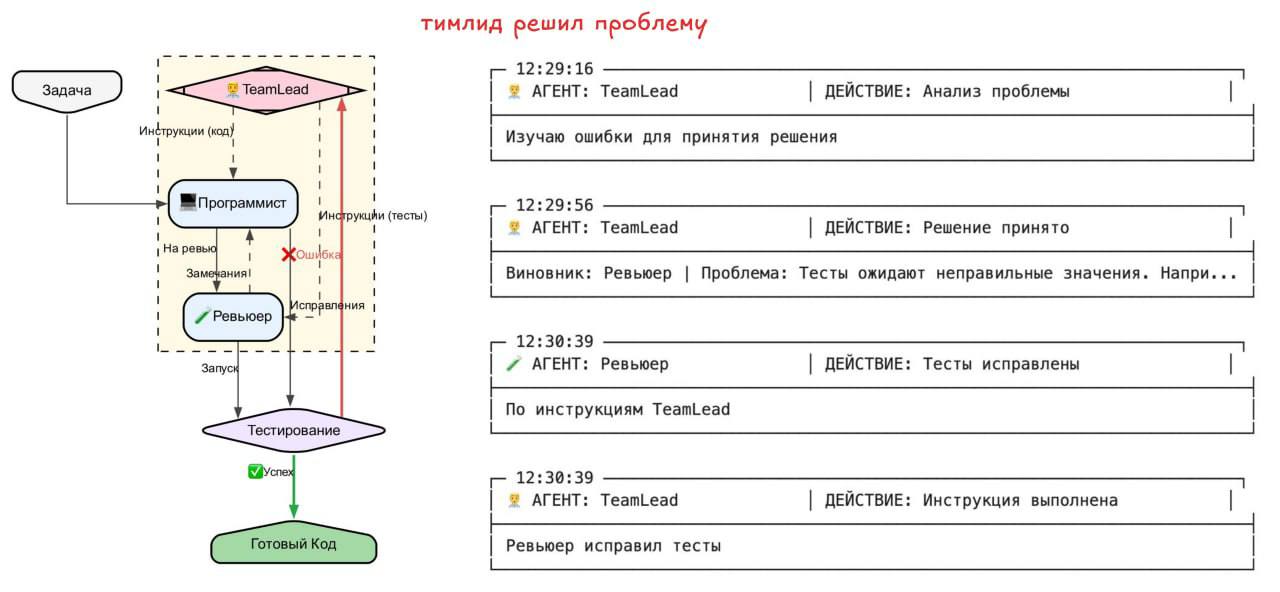 тимлид решил проблему
Задача
TeamLead
Инструкции (код)
Программист
Инструкции (тесты)
На ревью
Ошибка
Замечания
Исправления
Ревьюер
Запуск
Тестирование
Успех
Готовый Код
12:29:16
АГЕНТ: TeamLead | ДЕЙСТВИЕ: Анализ проблемы
Изучаю ошибки для принятия решения
12:29:56
АГЕНТ: TeamLead | ДЕЙСТВИЕ: Решение принято
Виновник: Ревьюер | Проблема: Тесты ожидают неправильные значения. Напри...
12:30:39
АГЕНТ: Ревьюер | ДЕЙСТВИЕ: Тесты исправлены
По инструкциям TeamLead
12:30:39
АГЕНТ: TeamLead | ДЕЙСТВИЕ: Инструкция выполнена
Ревьюер исправил тесты